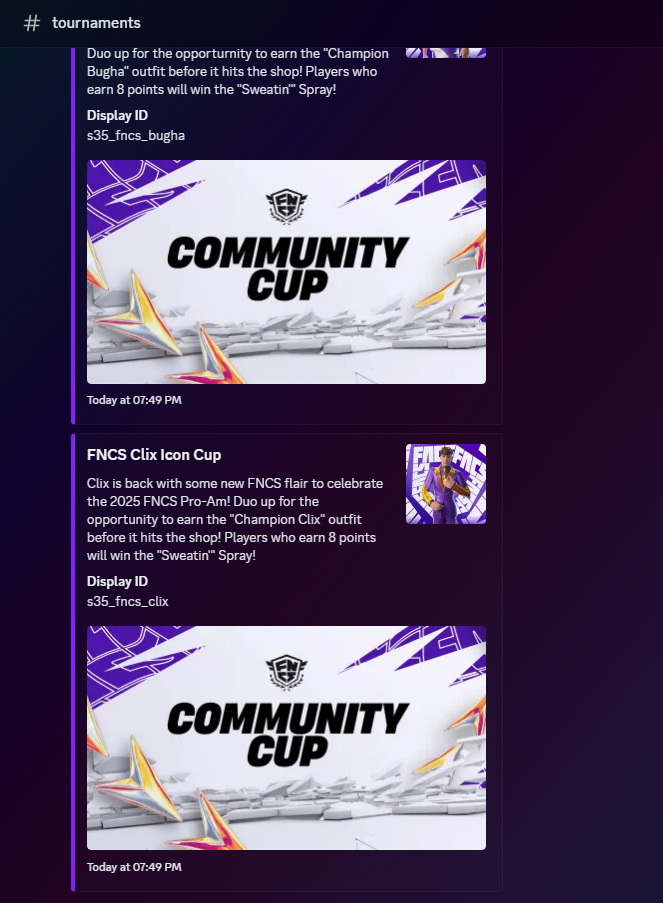 # tournaments
Duo up for the opportunity to earn the "Champion
Bugha" outfit before it hits the shop! Players who
earn 8 points will win the "Sweatin'" Spray!
Display ID
s35_fncs_bugha
FNCS
COMMUNITY
CUP
Today at 07:49 PM
FNCS Clix Icon Cup
Clix is back with some new FNCS flair to celebrate
the 2025 FNCS Pro-Am! Duo up for the
opportunity to earn the "Champion Clix" outfit
before it hits the shop! Players who earn 8 points
will win the "Sweatin'" Spray!
Display ID
s35_fncs_clix
FNCS
COMMUNITY
CUP
Today at 07:49 PM